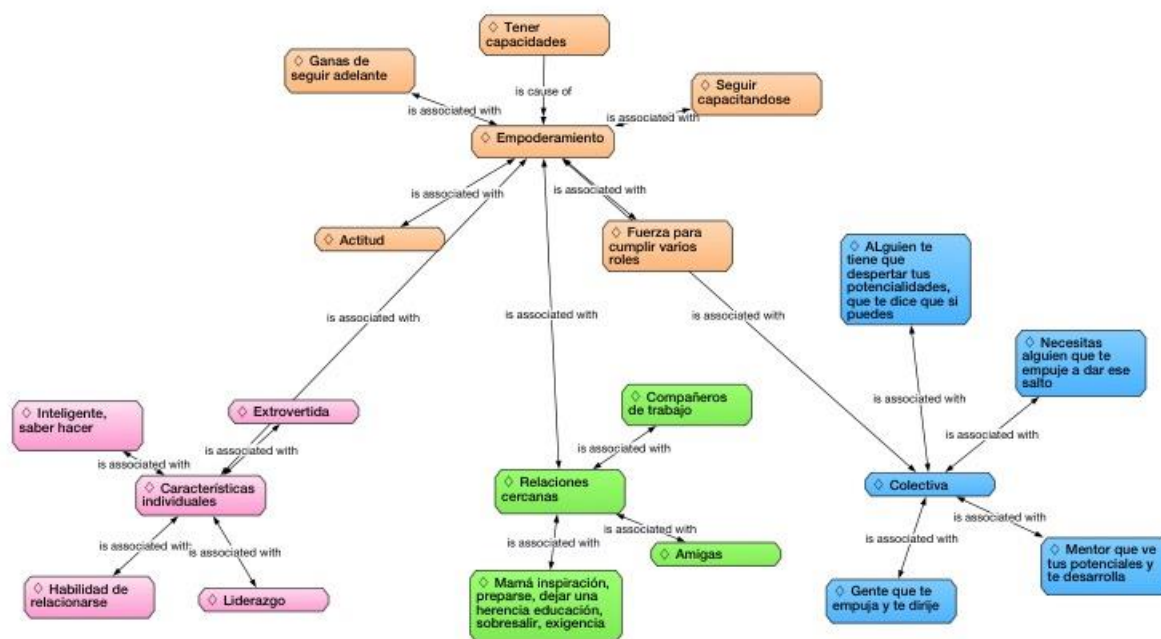 ◇ Tener
capacidades
◇ Ganas de
seguir adelante
◇ Seguir
capacitandose
is cause of
is associated with
is associated with
◇ Empoderamiento
is associated with
is associated with
◇ Actitud
◇ Fuerza para
cumplir varios
roles
◇ ALguien te
tiene que
despertar tus
potencialidades,
que te dice que si
puedes
is associated with
is associated with
is associated with
◇ Necesitas
alguien que te
empuje a dar ese
salto
◇ Inteligente,
saber hacer
◇ Extrovertida
◇ Compañeros
de trabajo
is associated with
is associated with
is associated with
is associated with
is associated with
◇ Características
individuales
◇ Relaciones
cercanas
◇ Colectiva
is associated with
is associated with
is associated with
is associated with
is associated with
is associated with
◇ Habilidad de
relacionarse
◇ Liderazgo
◇ Mamá inspiración,
preparse, dejar una
herencia educación,
sobresalir, exigencia
◇ Amigas
◇ Gente que te
empuja y te dirije
◇ Mentor que ve
tus potenciales y
te desarrolla